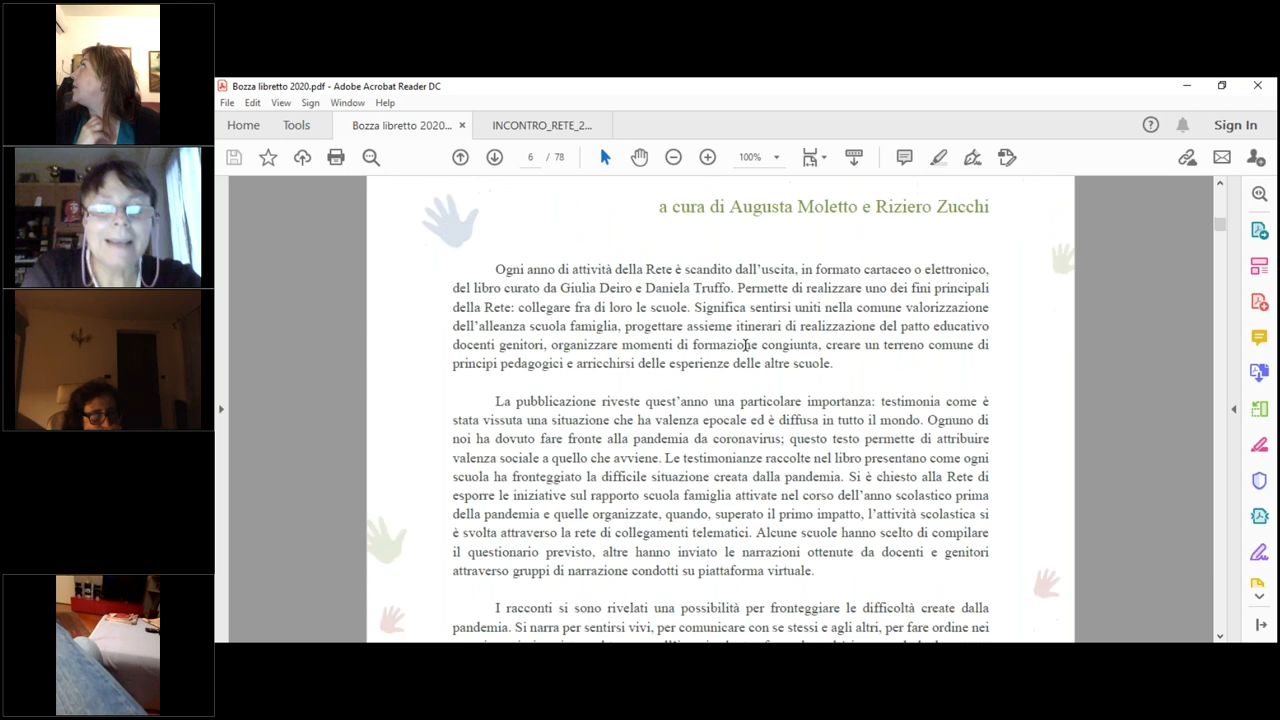 Bozza libretto 2020.pdf - Adobe Acrobat Reader DC
File Edit View Sign Window Help
Home Tools Bozza libretto 2020... × INCONTRO_RETE_2... Sign In
6 / 78 100%
a cura di Augusta Moletto e Riziero Zucchi
Ogni anno di attività della Rete è scandito dall'uscita, in formato cartaceo o elettronico,
del libro curato da Giulia Deiro e Daniela Truffo. Permette di realizzare uno dei fini principali
della Rete: collegare fra di loro le scuole. Significa sentirsi uniti nella comune valorizzazione
dell'alleanza scuola famiglia, progettare assieme itinerari di realizzazione del patto educativo
docenti genitori, organizzare momenti di formazione congiunta, creare un terreno comune di
principi pedagogici e arricchirsi delle esperienze delle altre scuole.
La pubblicazione riveste quest'anno una particolare importanza: testimonia come è
stata vissuta una situazione che ha valenza epocale ed è diffusa in tutto il mondo. Ognuno di
noi ha dovuto fare fronte alla pandemia da coronavirus; questo testo permette di attribuire
valenza sociale a quello che avviene. Le testimonianze raccolte nel libro presentano come ogni
scuola ha fronteggiato la difficile situazione creata dalla pandemia. Si è chiesto alla Rete di
esporre le iniziative sul rapporto scuola famiglia attivate nel corso dell'anno scolastico prima
della pandemia e quelle organizzate, quando, superato il primo impatto, l'attività scolastica si
è svolta attraverso la rete di collegamenti telematici. Alcune scuole hanno scelto di compilare
il questionario previsto, altre hanno inviato le narrazioni ottenute da docenti e genitori
attraverso gruppi di narrazione condotti su piattaforma virtuale.
I racconti si sono rivelati una possibilità per fronteggiare le difficoltà create dalla
pandemia. Si narra per sentirsi vivi, per comunicare con se stessi e agli altri, per fare ordine nei